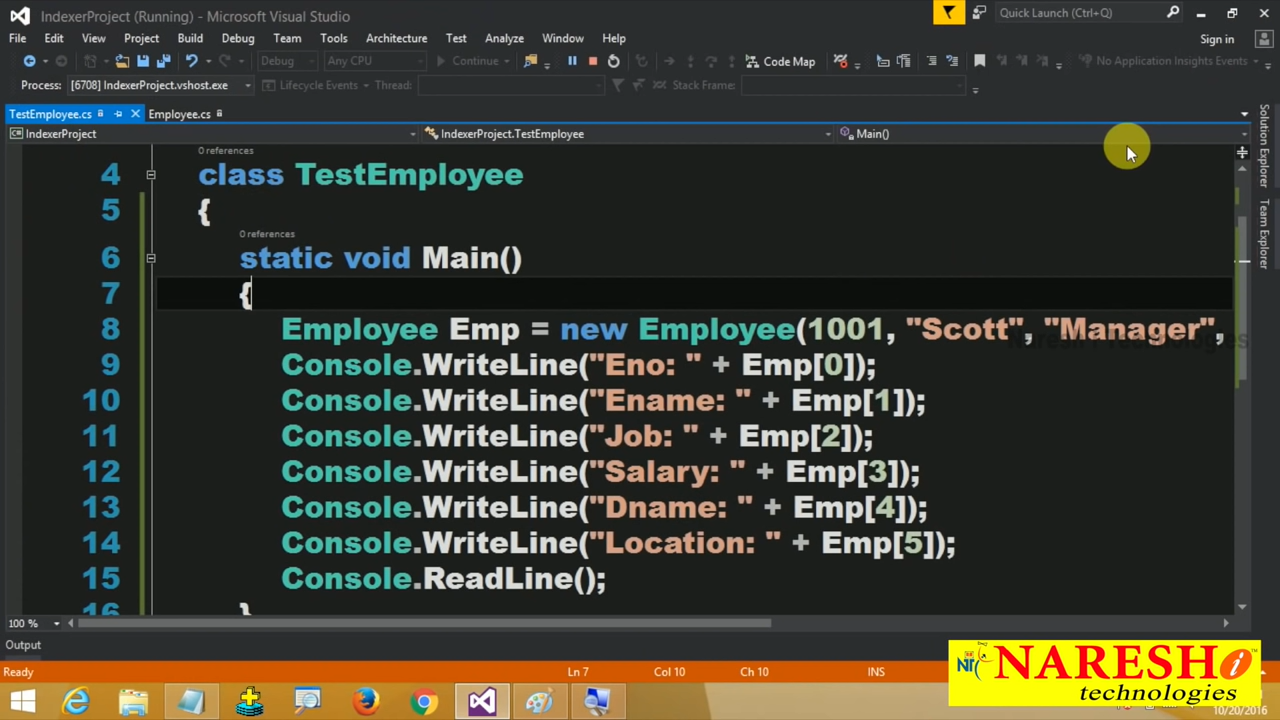 IndexerProject (Running) - Microsoft Visual Studio
Quick Launch (Ctrl+Q)
File Edit View Project Build Debug Team Tools Architecture Test Analyze Window Help
Sign in
Debug Any CPU Continue Code Map No Application Insights Events
Process: [6708] IndexerProject.vshost.exe Lifecycle Events Thread: Stack Frame:
TestEmployee.cs Employee.cs
IndexerProject IndexerProject.TestEmployee Main()
Solution Explorer
Team Explorer
0 references
4 class TestEmployee
5 {
0 references
6 static void Main()
7 {
8 Employee Emp = new Employee(1001, "Scott", "Manager",
Naresh i Technologies
9 Console.WriteLine("Eno: " + Emp[0]);
10 Console.WriteLine("Ename: " + Emp[1]);
11 Console.WriteLine("Job: " + Emp[2]);
12 Console.WriteLine("Salary: " + Emp[3]);
13 Console.WriteLine("Dname: " + Emp[4]);
14 Console.WriteLine("Location: " + Emp[5]);
15 Console.ReadLine();
16 }
100 %
Output
Ready Ln 7 Col 10 Ch 10 INS
NARESH i
technologies
10/20/2016